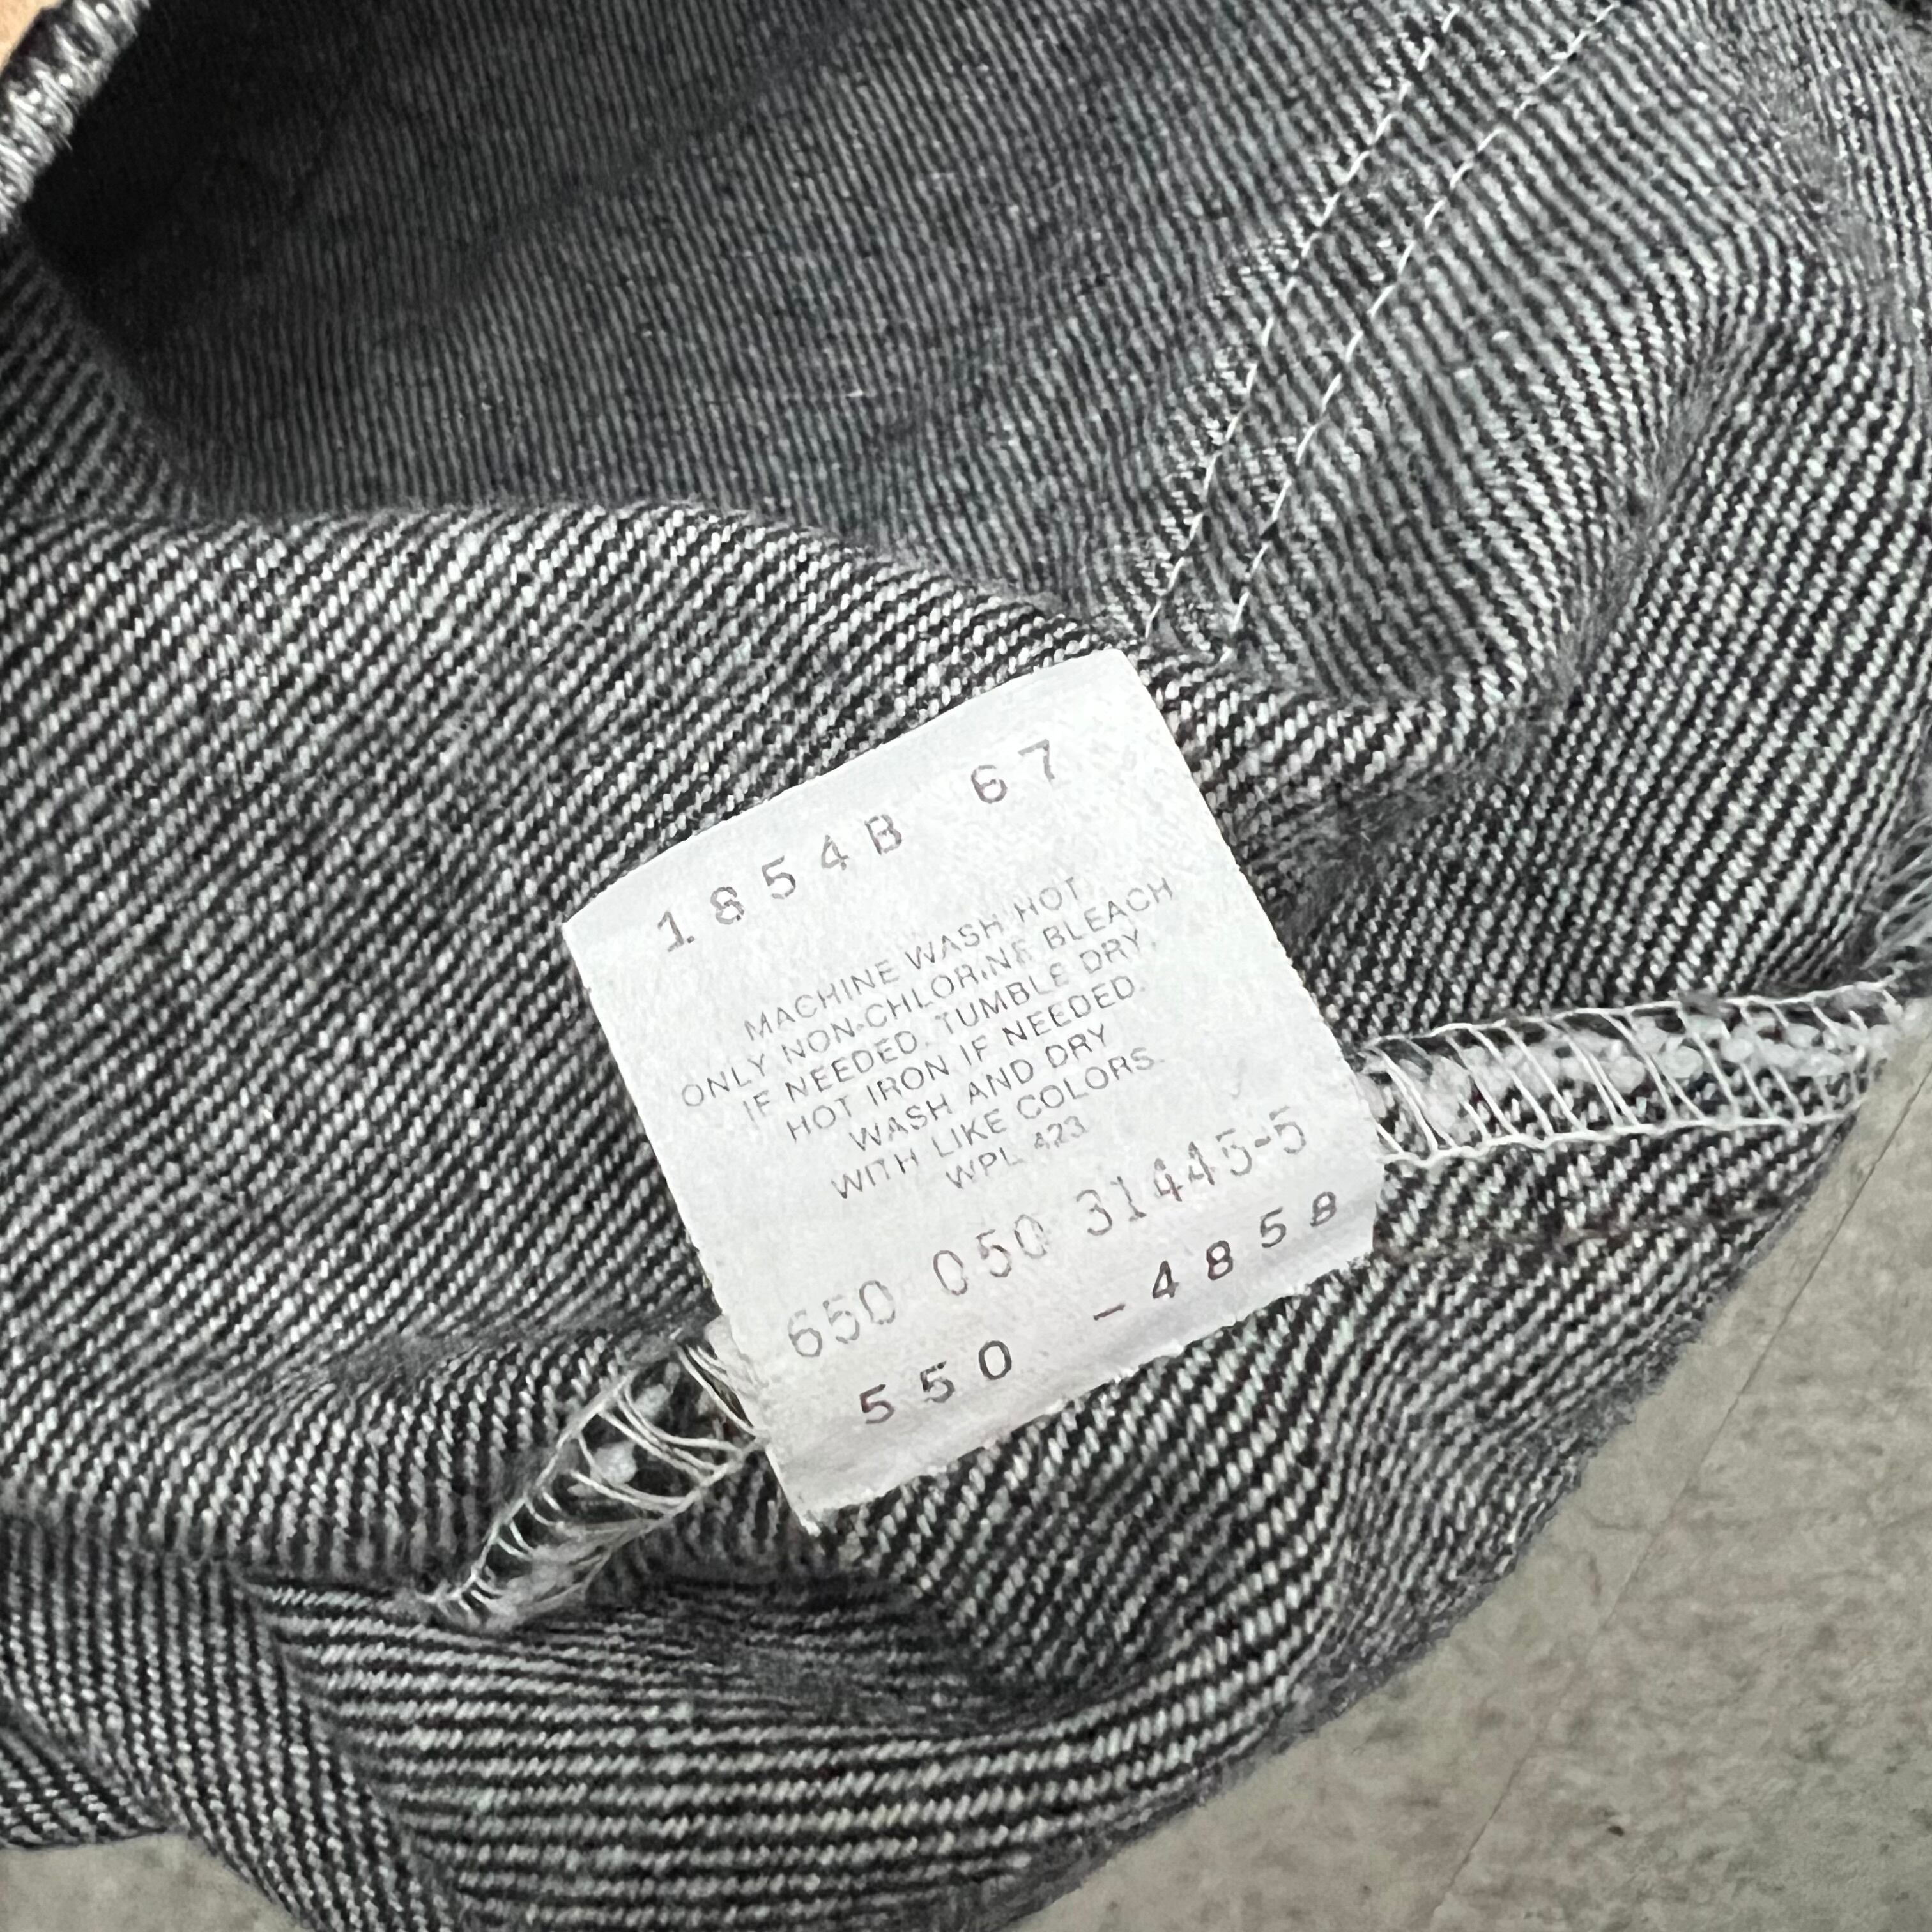 1854B 67
MACHINE WASH HOT
ONLY NON-CHLORINE BLEACH
IF NEEDED. TUMBLE DRY.
HOT IRON IF NEEDED.
WASH AND DRY
WITH LIKE COLORS.
WPL 423
650 050 31445-5
550 -4858